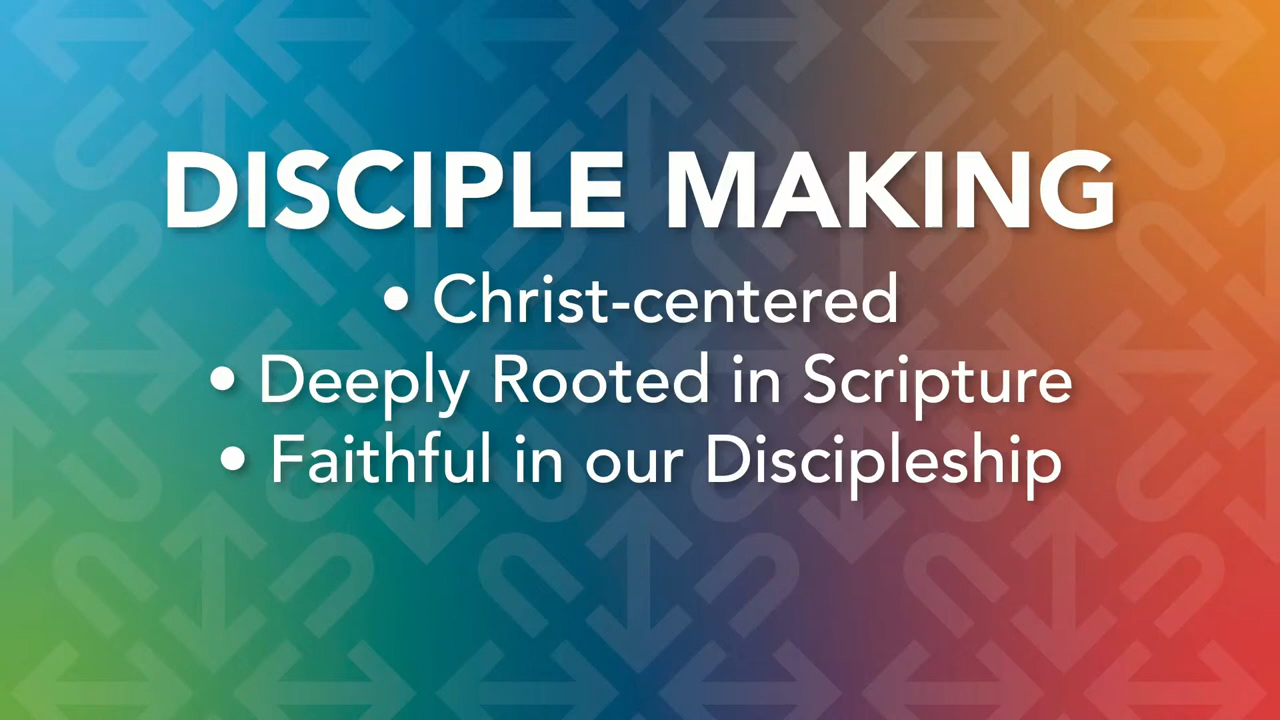 DISCIPLE MAKING
• Christ-centered
• Deeply Rooted in Scripture
• Faithful in our Discipleship